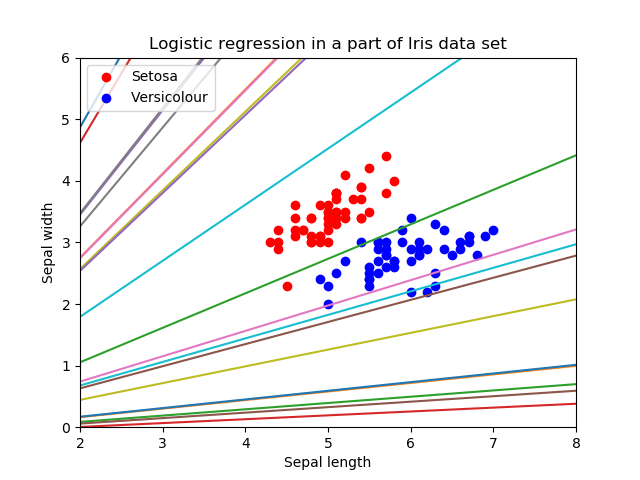 Logistic regression in a part of Iris data set
Setosa
Versicolour
Sepal width
6
5
4
3
2
1
0
2 3 4 5 6 7 8
Sepal length